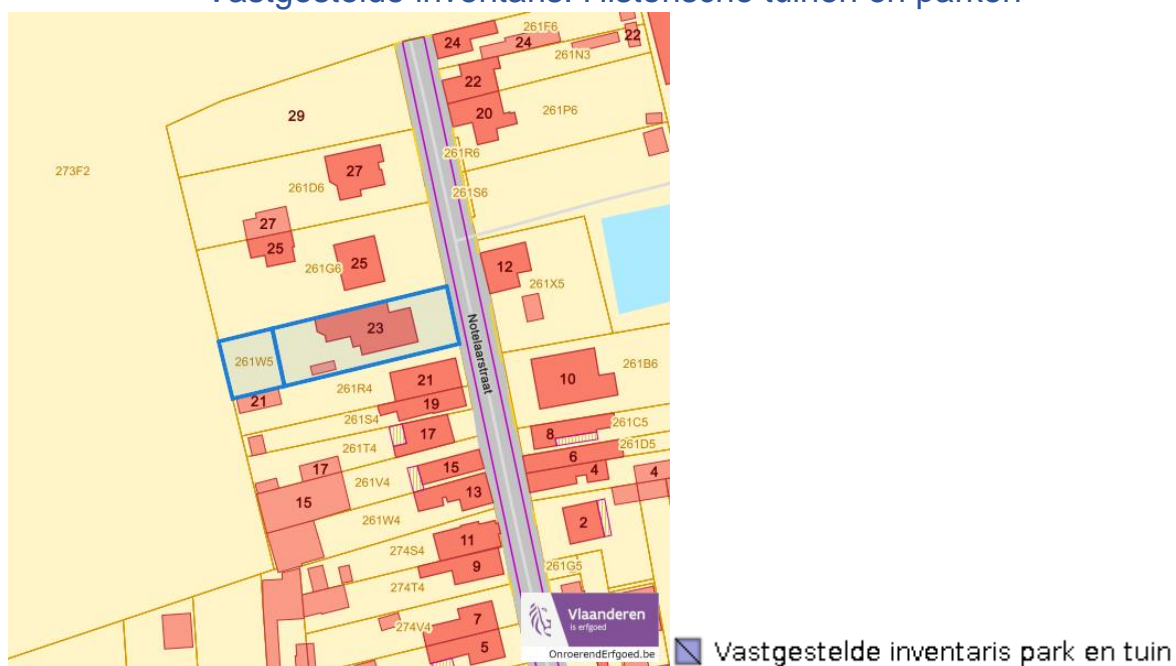 Vastgestelde inventaris: Historische tuinen en parken
261F6
24
24
22
261N3
22
20
261P6
29
261R6
273F2
27
261D6
261S6
27
25
25
12
261G6
261X5
23
Notelaarstraat
261W5
21
10
261B6
261R4
21
19
261S4
8
261C5
17
261D5
261T4
6
17
15
4
4
261V4
15
13
261W4
2
11
274S4
9
261G5
274T4
7
274V4
5
Vlaanderen
is erfgoed
OnroerendErfgoed.be
Vastgestelde inventaris park en tuin